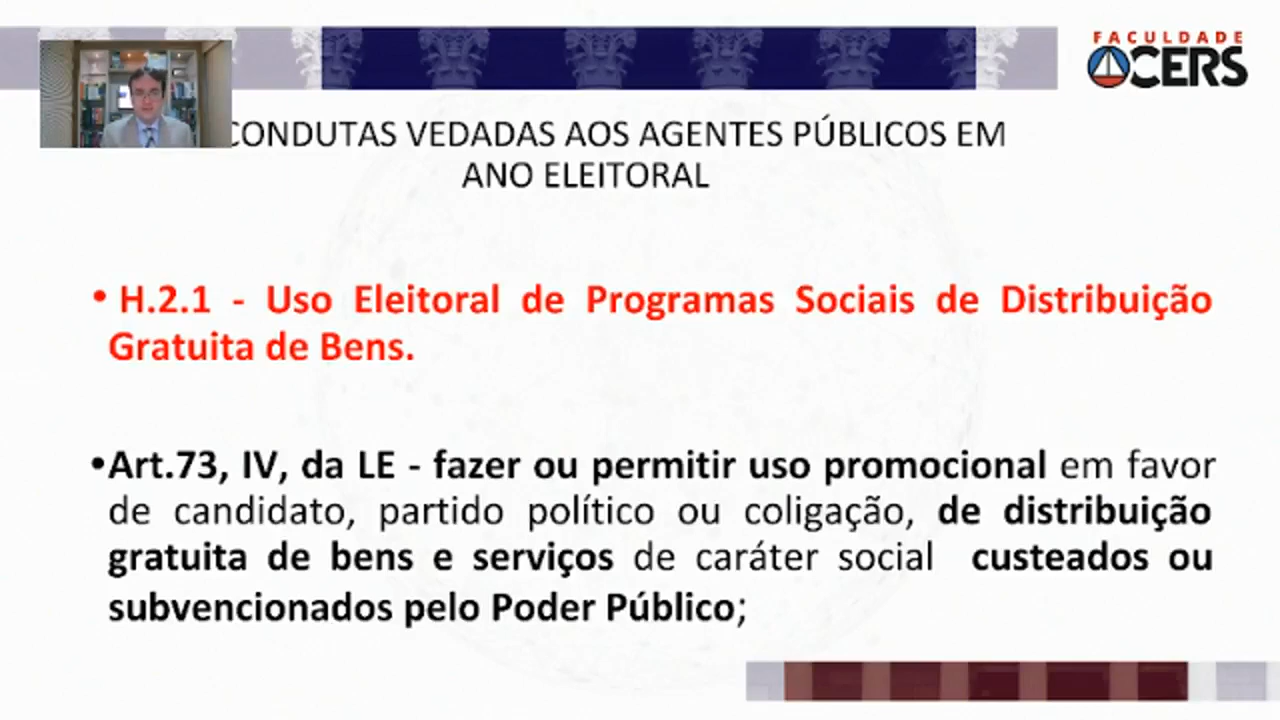 FACULDADE
CERS
CONDUTAS VEDADAS AOS AGENTES PÚBLICOS EM
ANO ELEITORAL
• H.2.1 - Uso Eleitoral de Programas Sociais de Distribuição
Gratuita de Bens.
•Art.73, IV, da LE - fazer ou permitir uso promocional em favor
de candidato, partido político ou coligação, de distribuição
gratuita de bens e serviços de caráter social custeados ou
subvencionados pelo Poder Público;